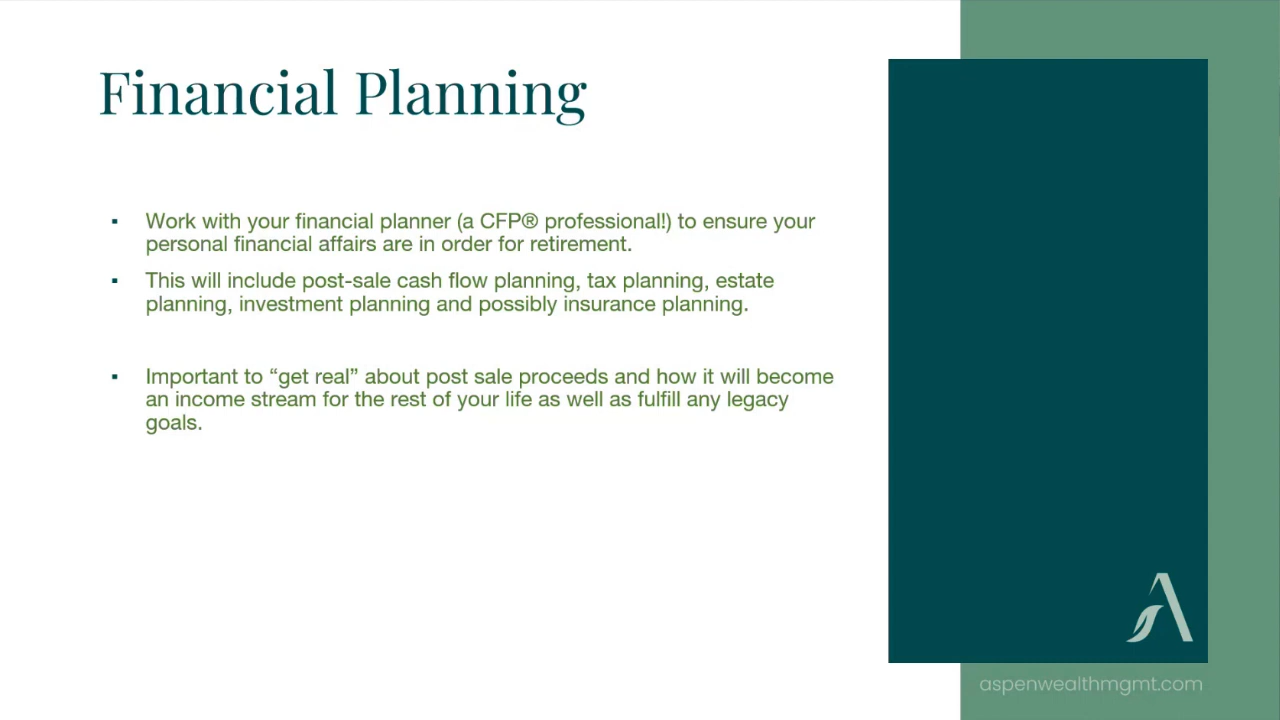 Financial Planning
▪ Work with your financial planner (a CFP® professional!) to ensure your
personal financial affairs are in order for retirement.
▪ This will include post-sale cash flow planning, tax planning, estate
planning, investment planning and possibly insurance planning.
▪ Important to “get real” about post sale proceeds and how it will become
an income stream for the rest of your life as well as fulfill any legacy
goals.
aspenwealthmgmt.com